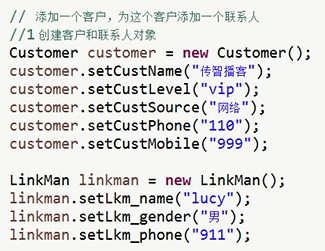 // 添加一个客户，为这个客户添加一个联系人
//1 创建客户和联系人对象
Customer customer = new Customer();
customer.setCustName("传智播客");
customer.setCustLevel("vip");
customer.setCustSource("网络");
customer.setCustPhone("110");
customer.setCustMobile("999");
LinkMan linkman = new LinkMan();
linkman.setLkm_name("lucy");
linkman.setLkm_gender("男");
linkman.setLkm_phone("911");